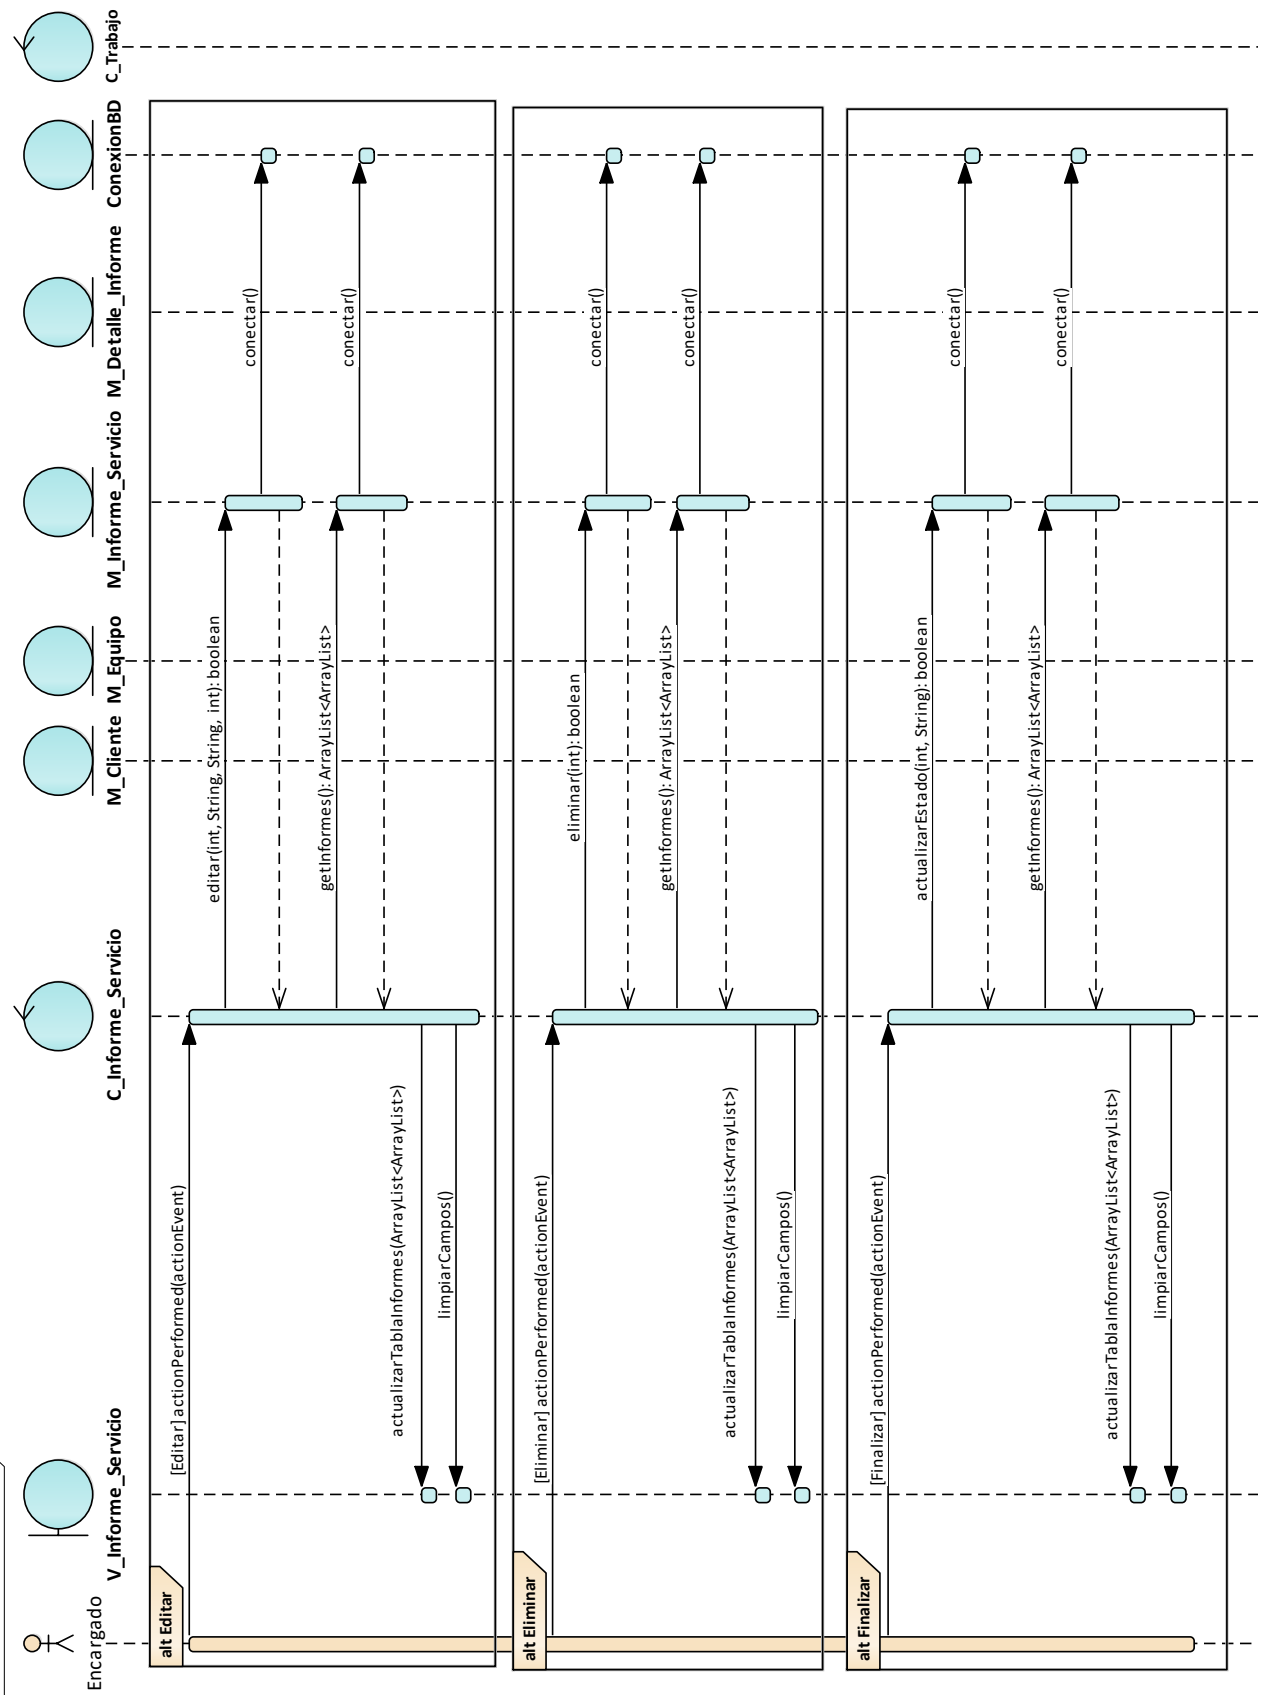 Encargado
V_Informe_Servicio
C_Informe_Servicio
M_Cliente
M_Equipo
M_Informe_Servicio
M_Detalle_Informe
ConexionBD
C_Trabajo
alt Editar
[Editar] actionPerformed(actionEvent)
editar(int, String, String, int): boolean
conectar()
getInformes(): ArrayList<ArrayList>
conectar()
actualizarTablaInformes(ArrayList<ArrayList>)
limpiarCampos()
alt Eliminar
[Eliminar] actionPerformed(actionEvent)
eliminar(int): boolean
conectar()
getInformes(): ArrayList<ArrayList>
conectar()
actualizarTablaInformes(ArrayList<ArrayList>)
limpiarCampos()
alt Finalizar
[Finalizar] actionPerformed(actionEvent)
actualizarEstado(int, String): boolean
conectar()
getInformes(): ArrayList<ArrayList>
conectar()
actualizarTablaInformes(ArrayList<ArrayList>)
limpiarCampos()